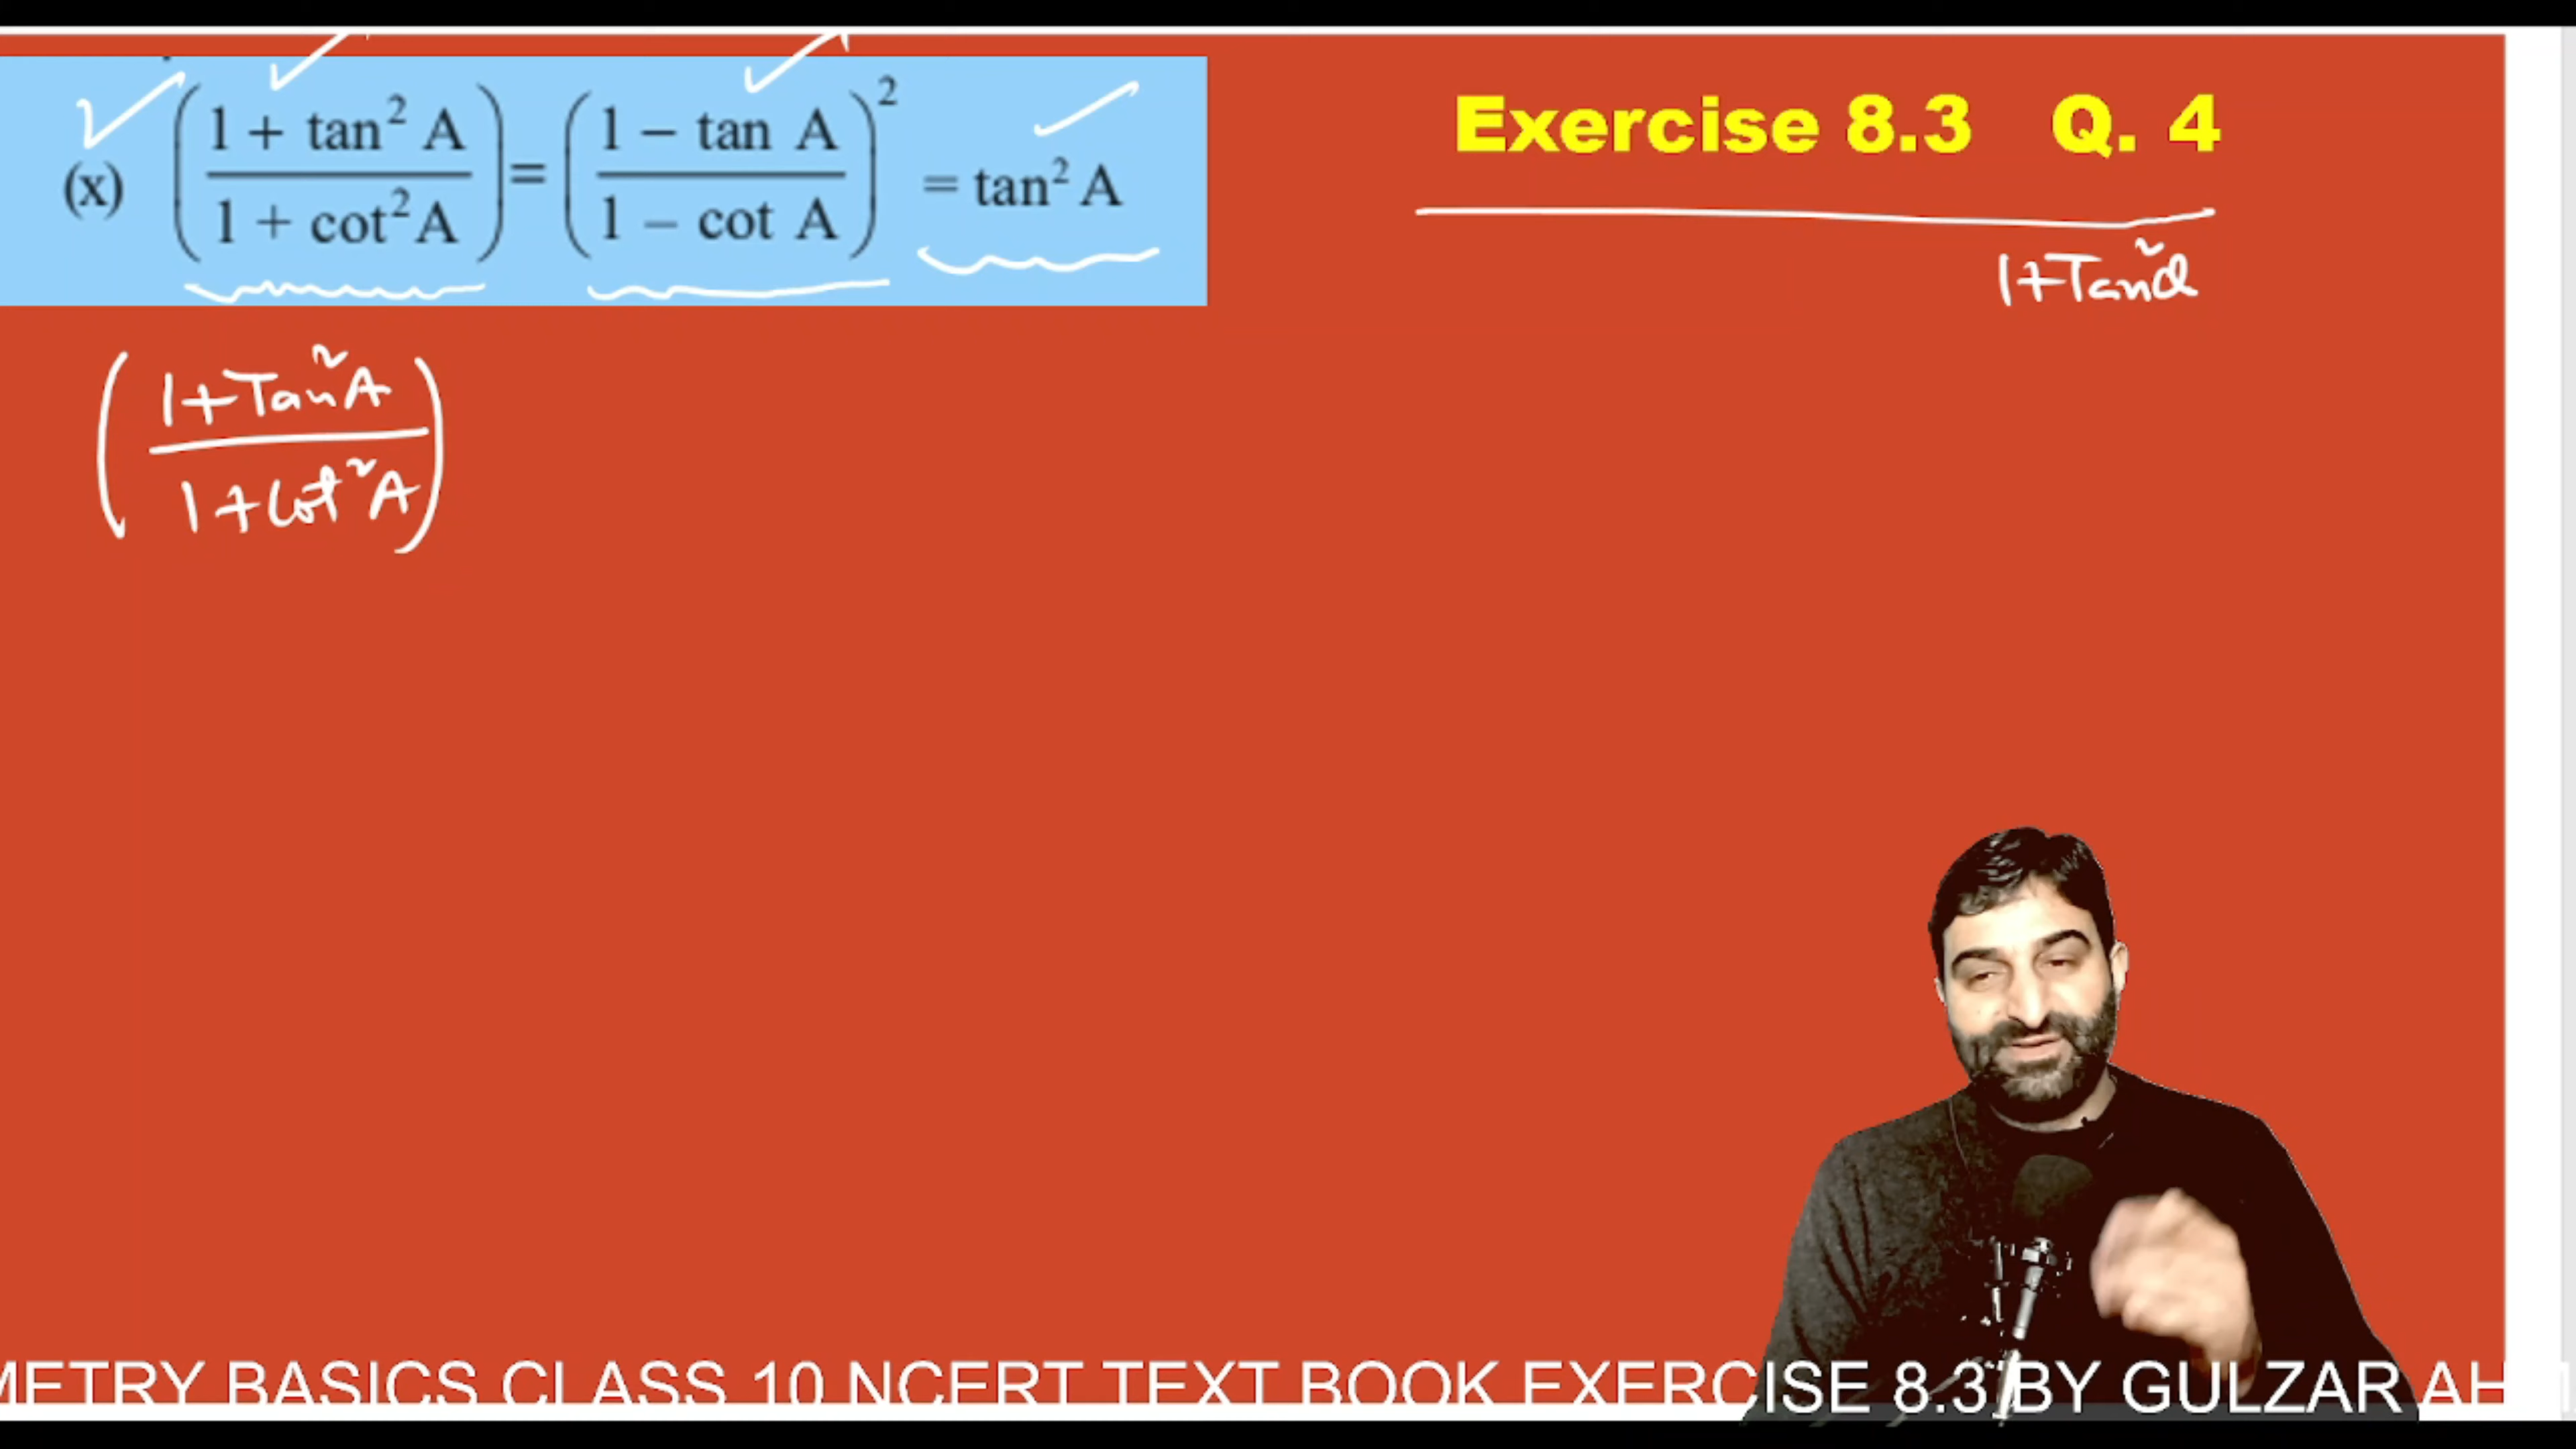 (x) (1 + tan² A / 1 + cot² A) = (1 − tan A / 1 − cot A)² = tan² A
Exercise 8.3 Q. 4
1+Tan²θ
(1+Tan²A / 1+Cot²A)
METRY BASICS CLASS 10 NCERT TEXT BOOK EXERCISE 8.3 BY GULZAR AH